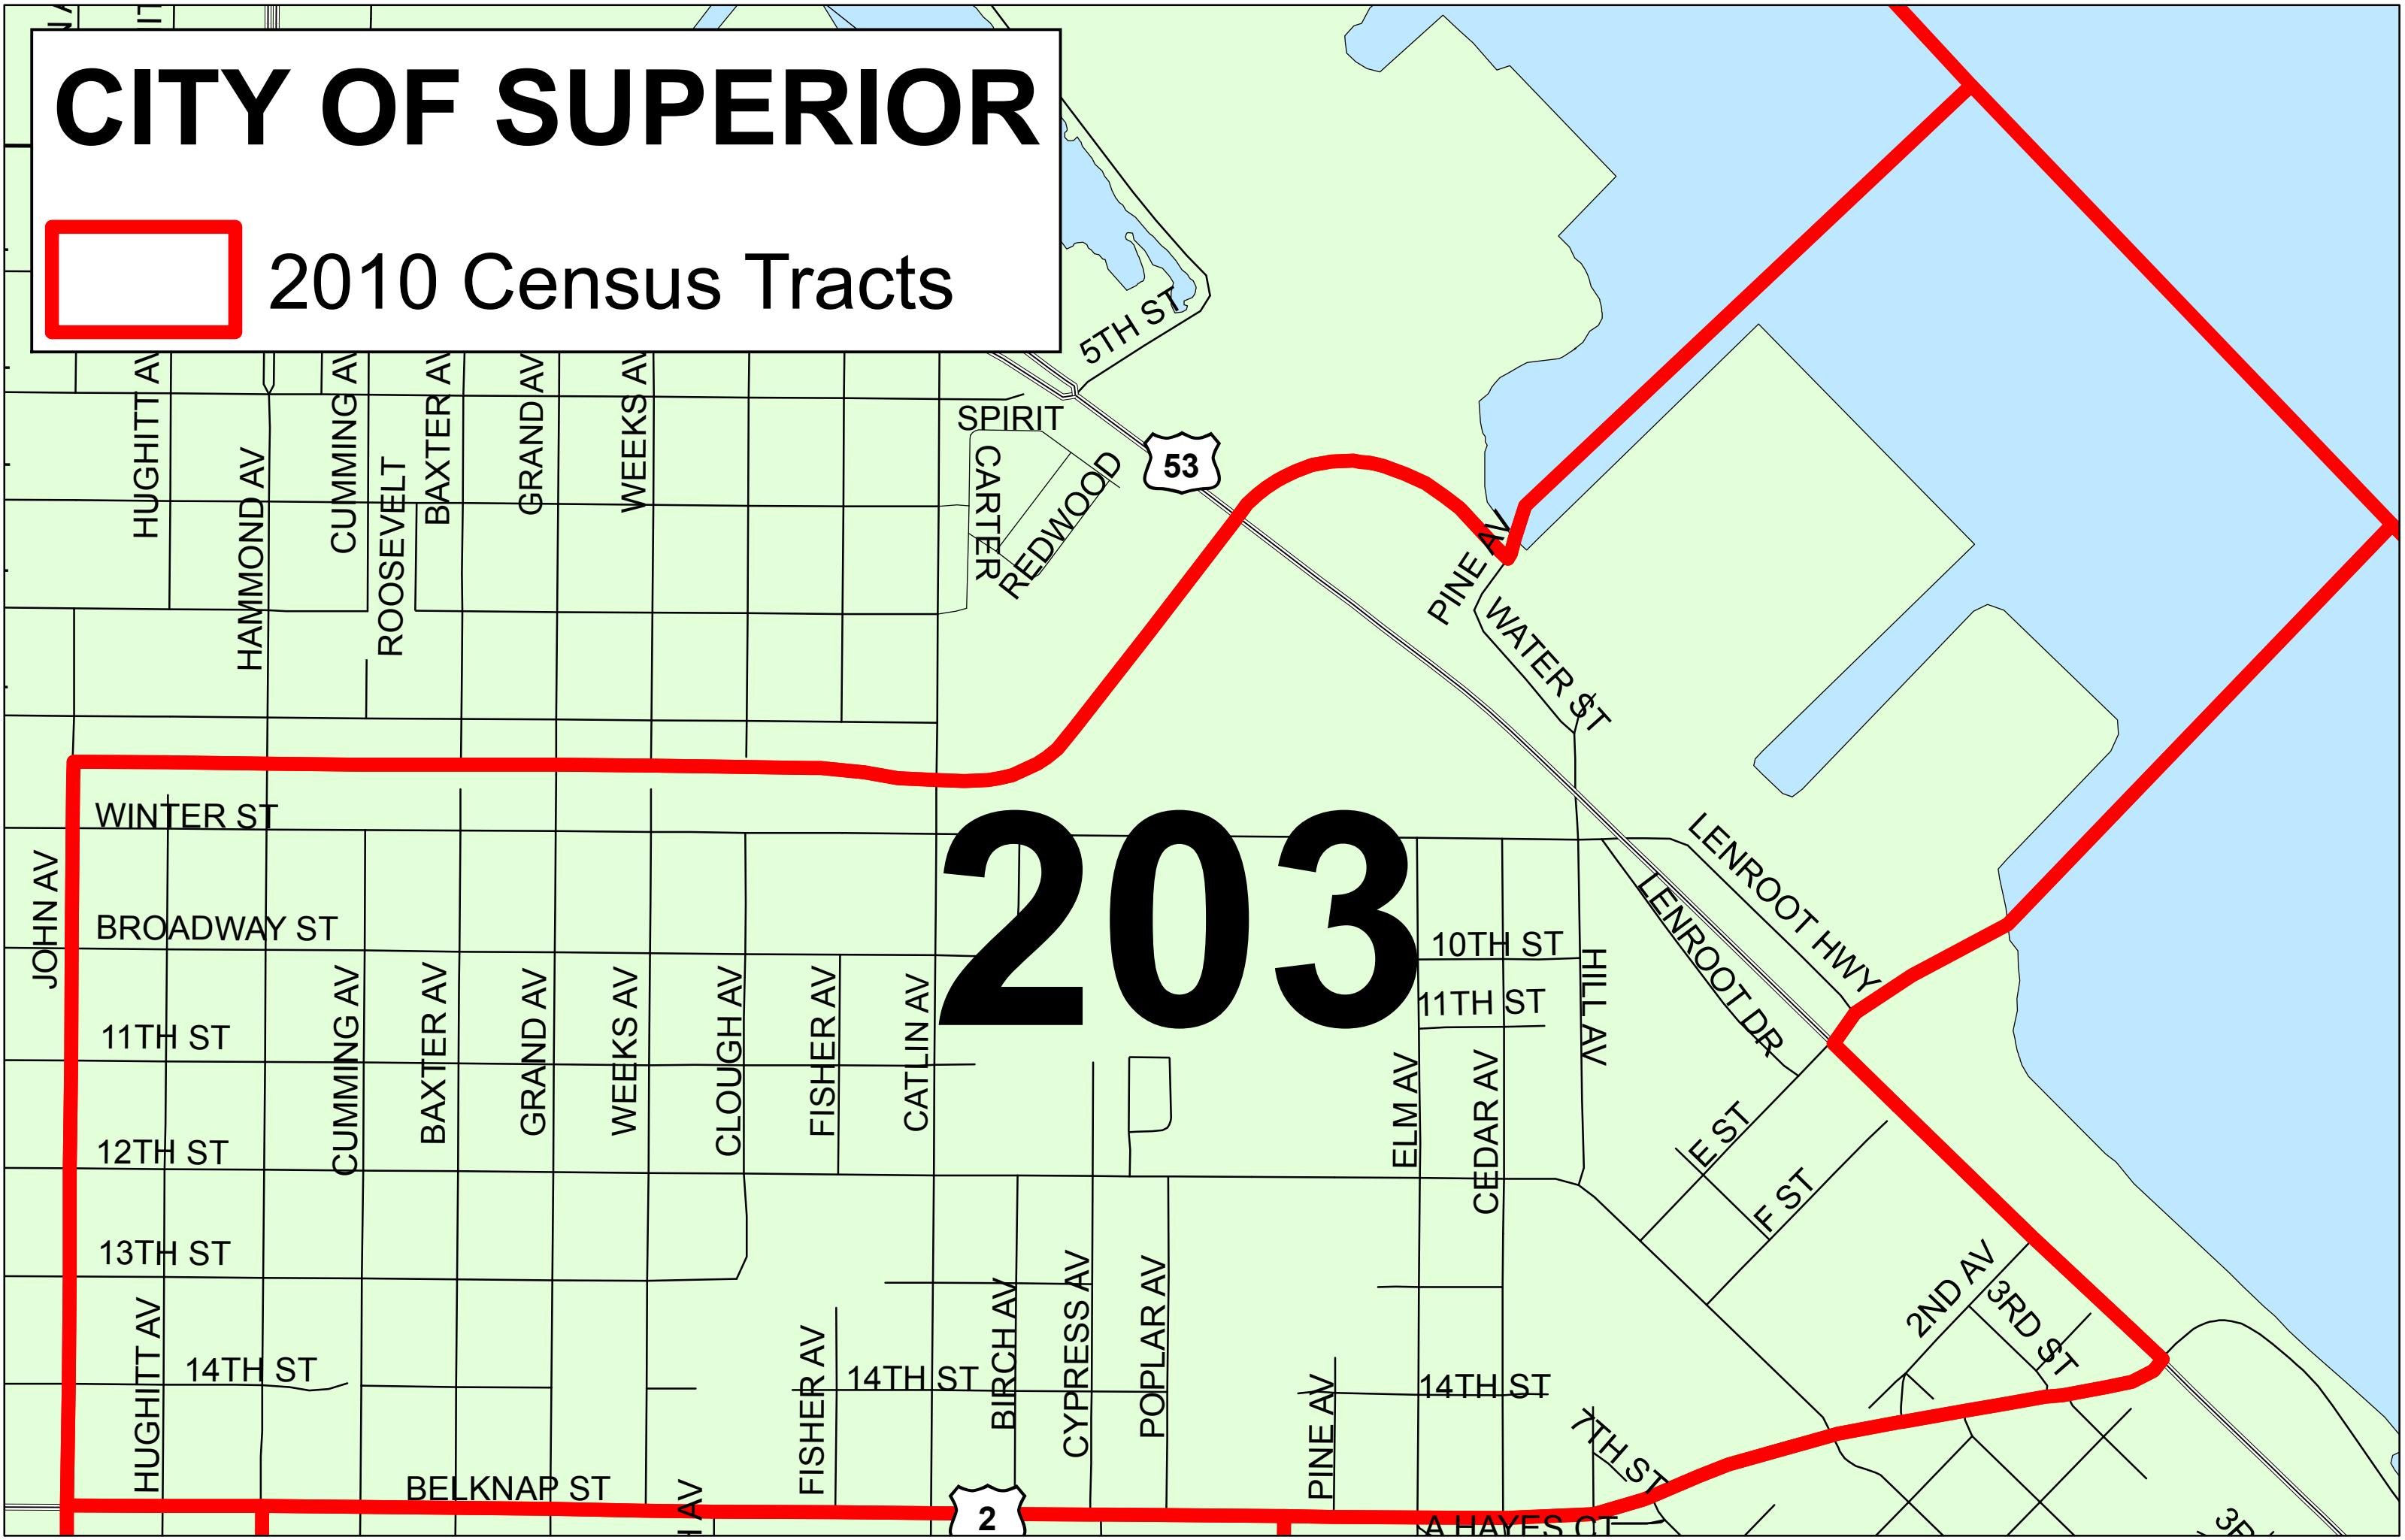 CITY OF SUPERIOR
2010 Census Tracts
5TH ST
HUGHITT AV
HAMMOND AV
CUMMING AV
ROOSEVELT
BAXTER AV
GRAND AV
WEEKS AV
SPIRIT
CARTER
REDWOOD
53
PINE AV
WATER ST
WINTER ST
JOHN AV
203
LENROOT HWY
LENROOT DR
BROADWAY ST
10TH ST
11TH ST
HILL AV
11TH ST
CUMMING AV
BAXTER AV
GRAND AV
WEEKS AV
CLOUGH AV
FISHER AV
CATLIN AV
ELM AV
CEDAR AV
E ST
F ST
12TH ST
13TH ST
2ND AV
3RD ST
HUGHITT AV
14TH ST
FISHER AV
14TH ST
BIRCH AV
CYPRESS AV
POPLAR AV
PINE AV
14TH ST
7TH ST
BELKNAP ST
2
A HAYES CT